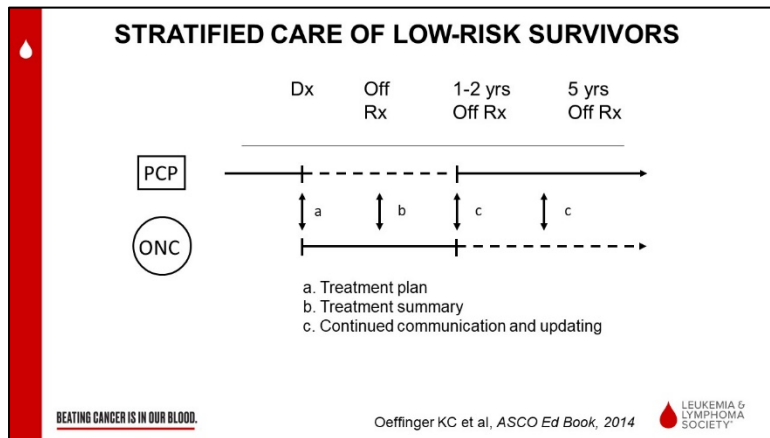 STRATIFIED CARE OF LOW-RISK SURVIVORS
Dx
Off
Rx
1-2 yrs
Off Rx
5 yrs
Off Rx
PCP
a
b
c
c
ONC
a. Treatment plan
b. Treatment summary
c. Continued communication and updating
BEATING CANCER IS IN OUR BLOOD.
Oeffinger KC et al, ASCO Ed Book, 2014
LEUKEMIA &
LYMPHOMA
SOCIETY®